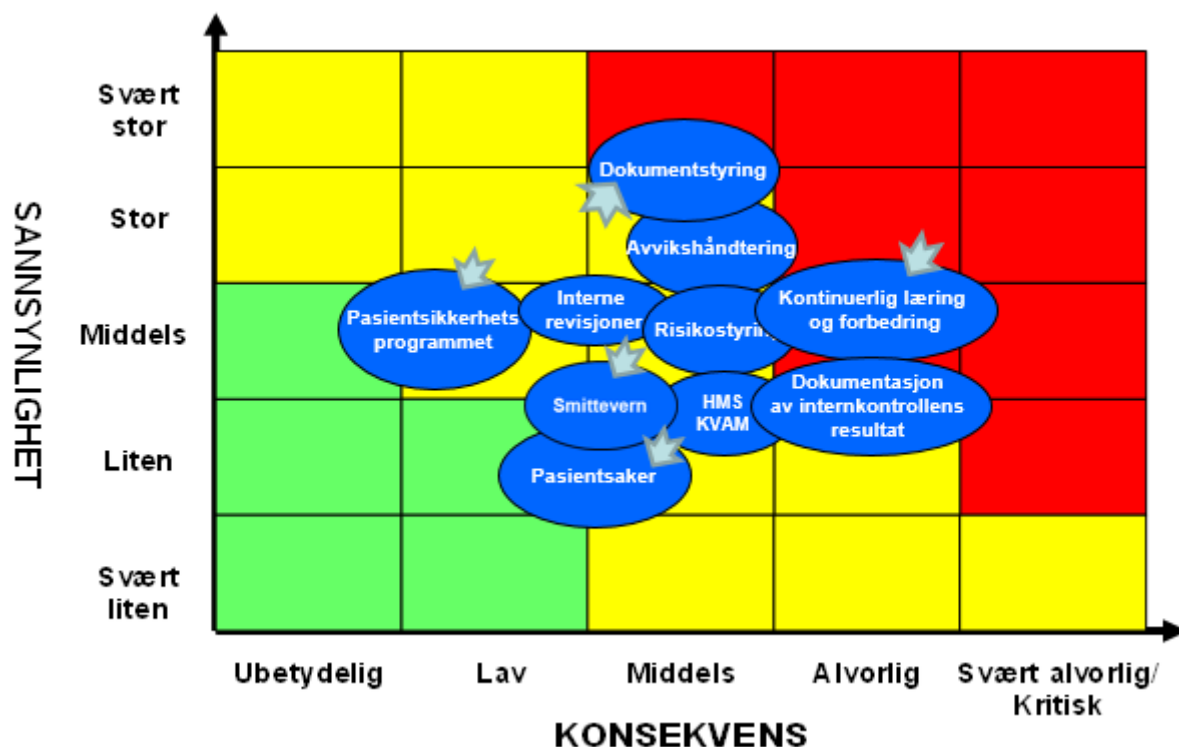 Svært
stor
Stor
Middels
Liten
Svært
liten
SANNSYNLIGHET
Dokumentstyring
Avvikshåndtering
Pasientsikkerhets
programmet
Interne
revisjoner
Risikostyring
Kontinuerlig læring
og forbedring
Smittevern
HMS
KVAM
Dokumentasjon
av internkontrollens
resultat
Pasientsaker
Ubetydelig
Lav
Middels
Alvorlig
Svært alvorlig/
Kritisk
KONSEKVENS